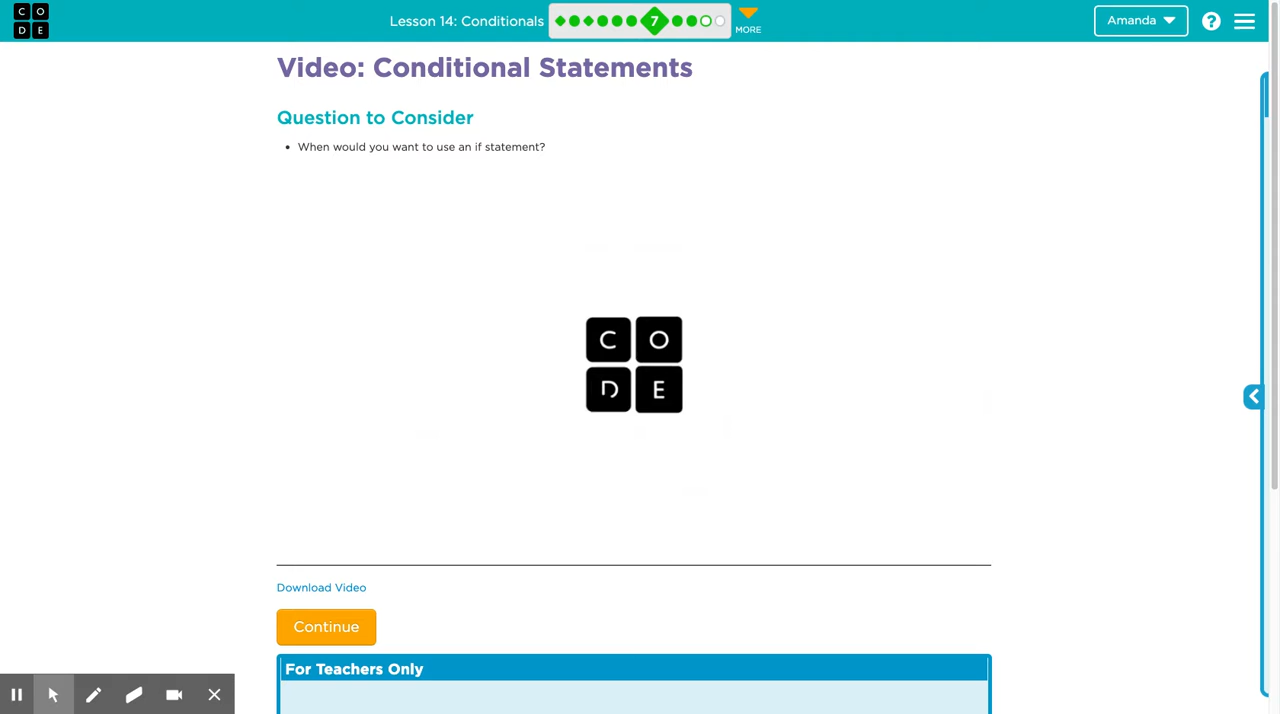 C O
D E
Lesson 14: Conditionals
7
MORE
Amanda
?
Video: Conditional Statements
Question to Consider
• When would you want to use an if statement?
C O
D E
Download Video
Continue
For Teachers Only